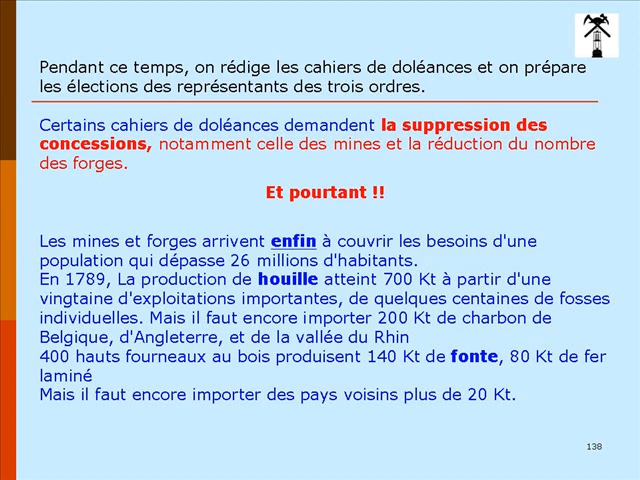 Pendant ce temps, on rédige les cahiers de doléances et on prépare
les élections des représentants des trois ordres.
Certains cahiers de doléances demandent la suppression des
concessions, notamment celle des mines et la réduction du nombre
des forges.
Et pourtant !!
Les mines et forges arrivent enfin à couvrir les besoins d'une
population qui dépasse 26 millions d'habitants.
En 1789, La production de houille atteint 700 Kt à partir d'une
vingtaine d'exploitations importantes, de quelques centaines de fosses
individuelles. Mais il faut encore importer 200 Kt de charbon de
Belgique, d'Angleterre, et de la vallée du Rhin
400 hauts fourneaux au bois produisent 140 Kt de fonte, 80 Kt de fer
laminé
Mais il faut encore importer des pays voisins plus de 20 Kt.
138